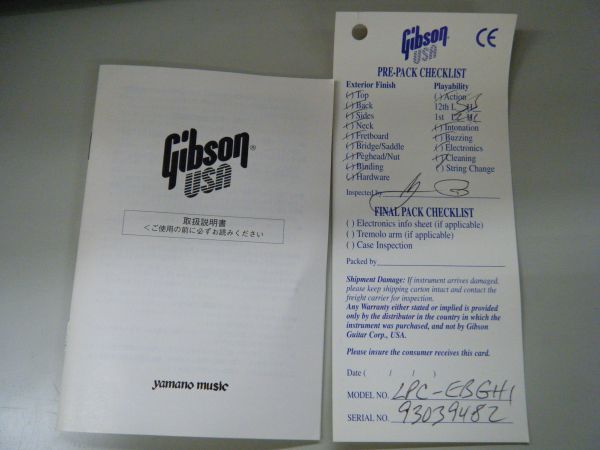 Gibson®
USA
取扱説明書
<ご使用の前に必ずお読みください
yamano music
Gibson
USA
CE
PRE-PACK CHECKLIST
Exterior Finish
( ) Top
( ) Back
( ) Sides
( ) Neck
( ) Fretboard
( ) Bridge/Saddle
( ) Peghead/Nut
( ) Binding
( ) Hardware
Playability
( ) Action
12th L H
1st L H
( ) Intonation
( ) Buzzing
( ) Electronics
( ) Cleaning
( ) String Change
Inspected by
FINAL PACK CHECKLIST
( ) Electronics info sheet (if applicable)
( ) Tremolo arm (if applicable)
( ) Case Inspection
Packed by
Shipment Damage: If instrument arrives damaged,
please keep shipping carton intact and contact the
freight carrier for inspection.
Any Warranty either stated or implied is provided
only by the distributor in the country in which the
instrument was purchased, and not by Gibson
Guitar Corp., USA.
Please insure the consumer receives this card.
Date ( / / )
MODEL NO. LPC-EBGH1
SERIAL NO. 93039482